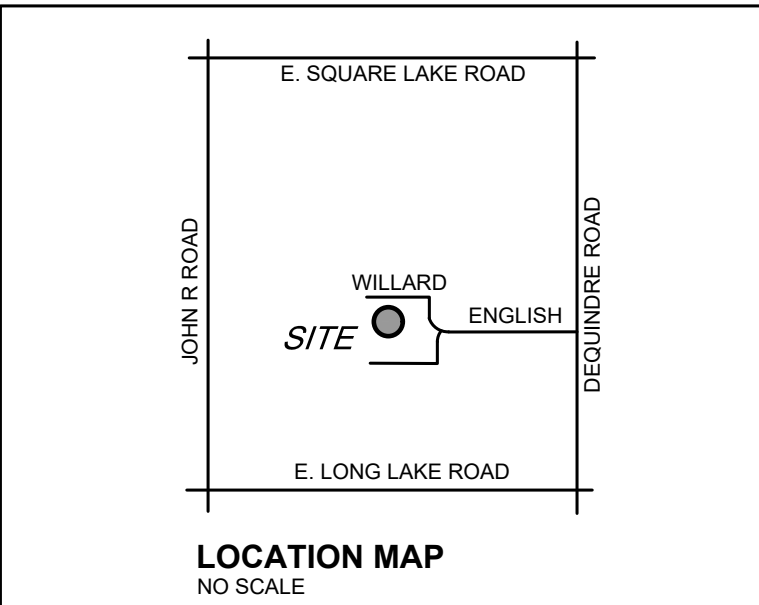 E. SQUARE LAKE ROAD
JOHN R ROAD
DEQUINDRE ROAD
WILLARD
ENGLISH
SITE
E. LONG LAKE ROAD
LOCATION MAP
NO SCALE